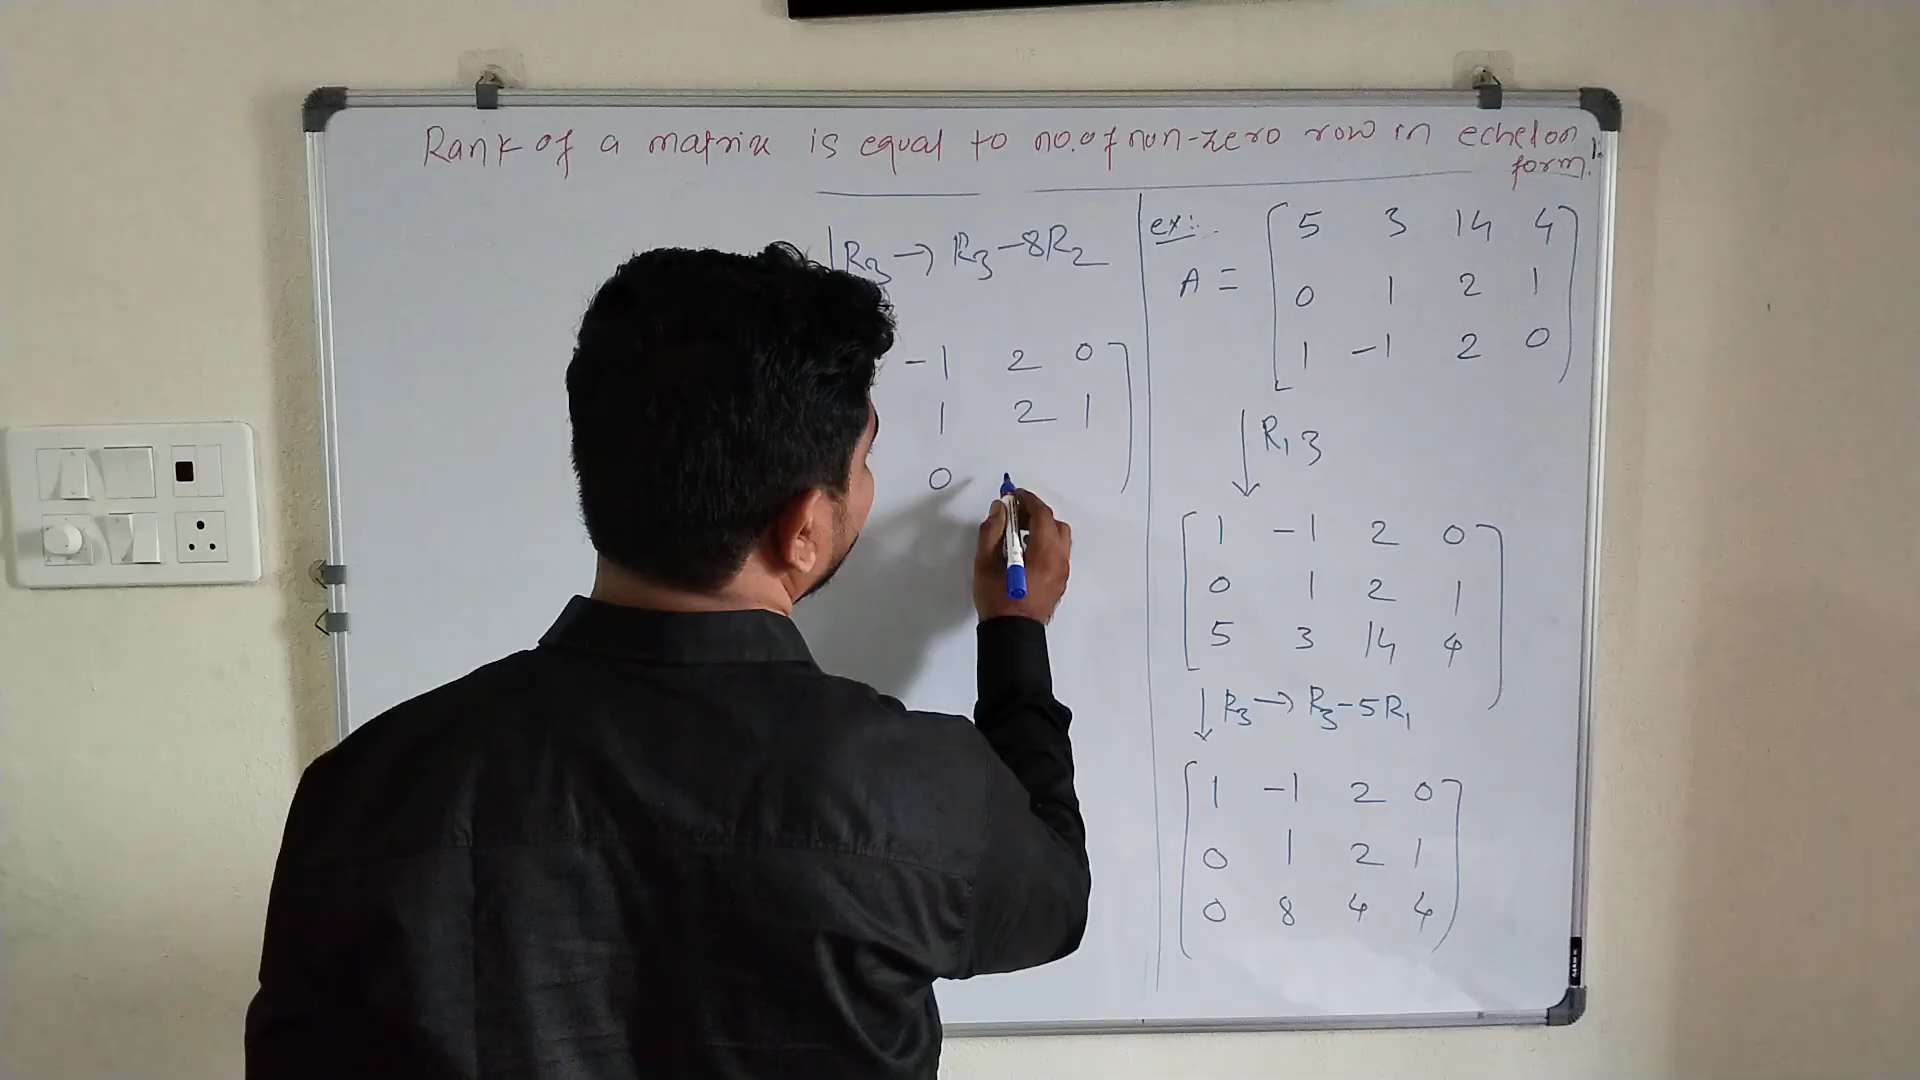 Rank of a matrix is equal to no. of non-zero row in echelon
form.
R3 → R3 - 8R2
-1 2 0
1 2 1
0
ex:-
A = [ 5 3 14 4
0 1 2 1
1 -1 2 0 ]
↓ R13
[ 1 -1 2 0
0 1 2 1
5 3 14 4 ]
↓ R3 → R3 - 5R1
[ 1 -1 2 0
0 1 2 1
0 8 4 4 ]